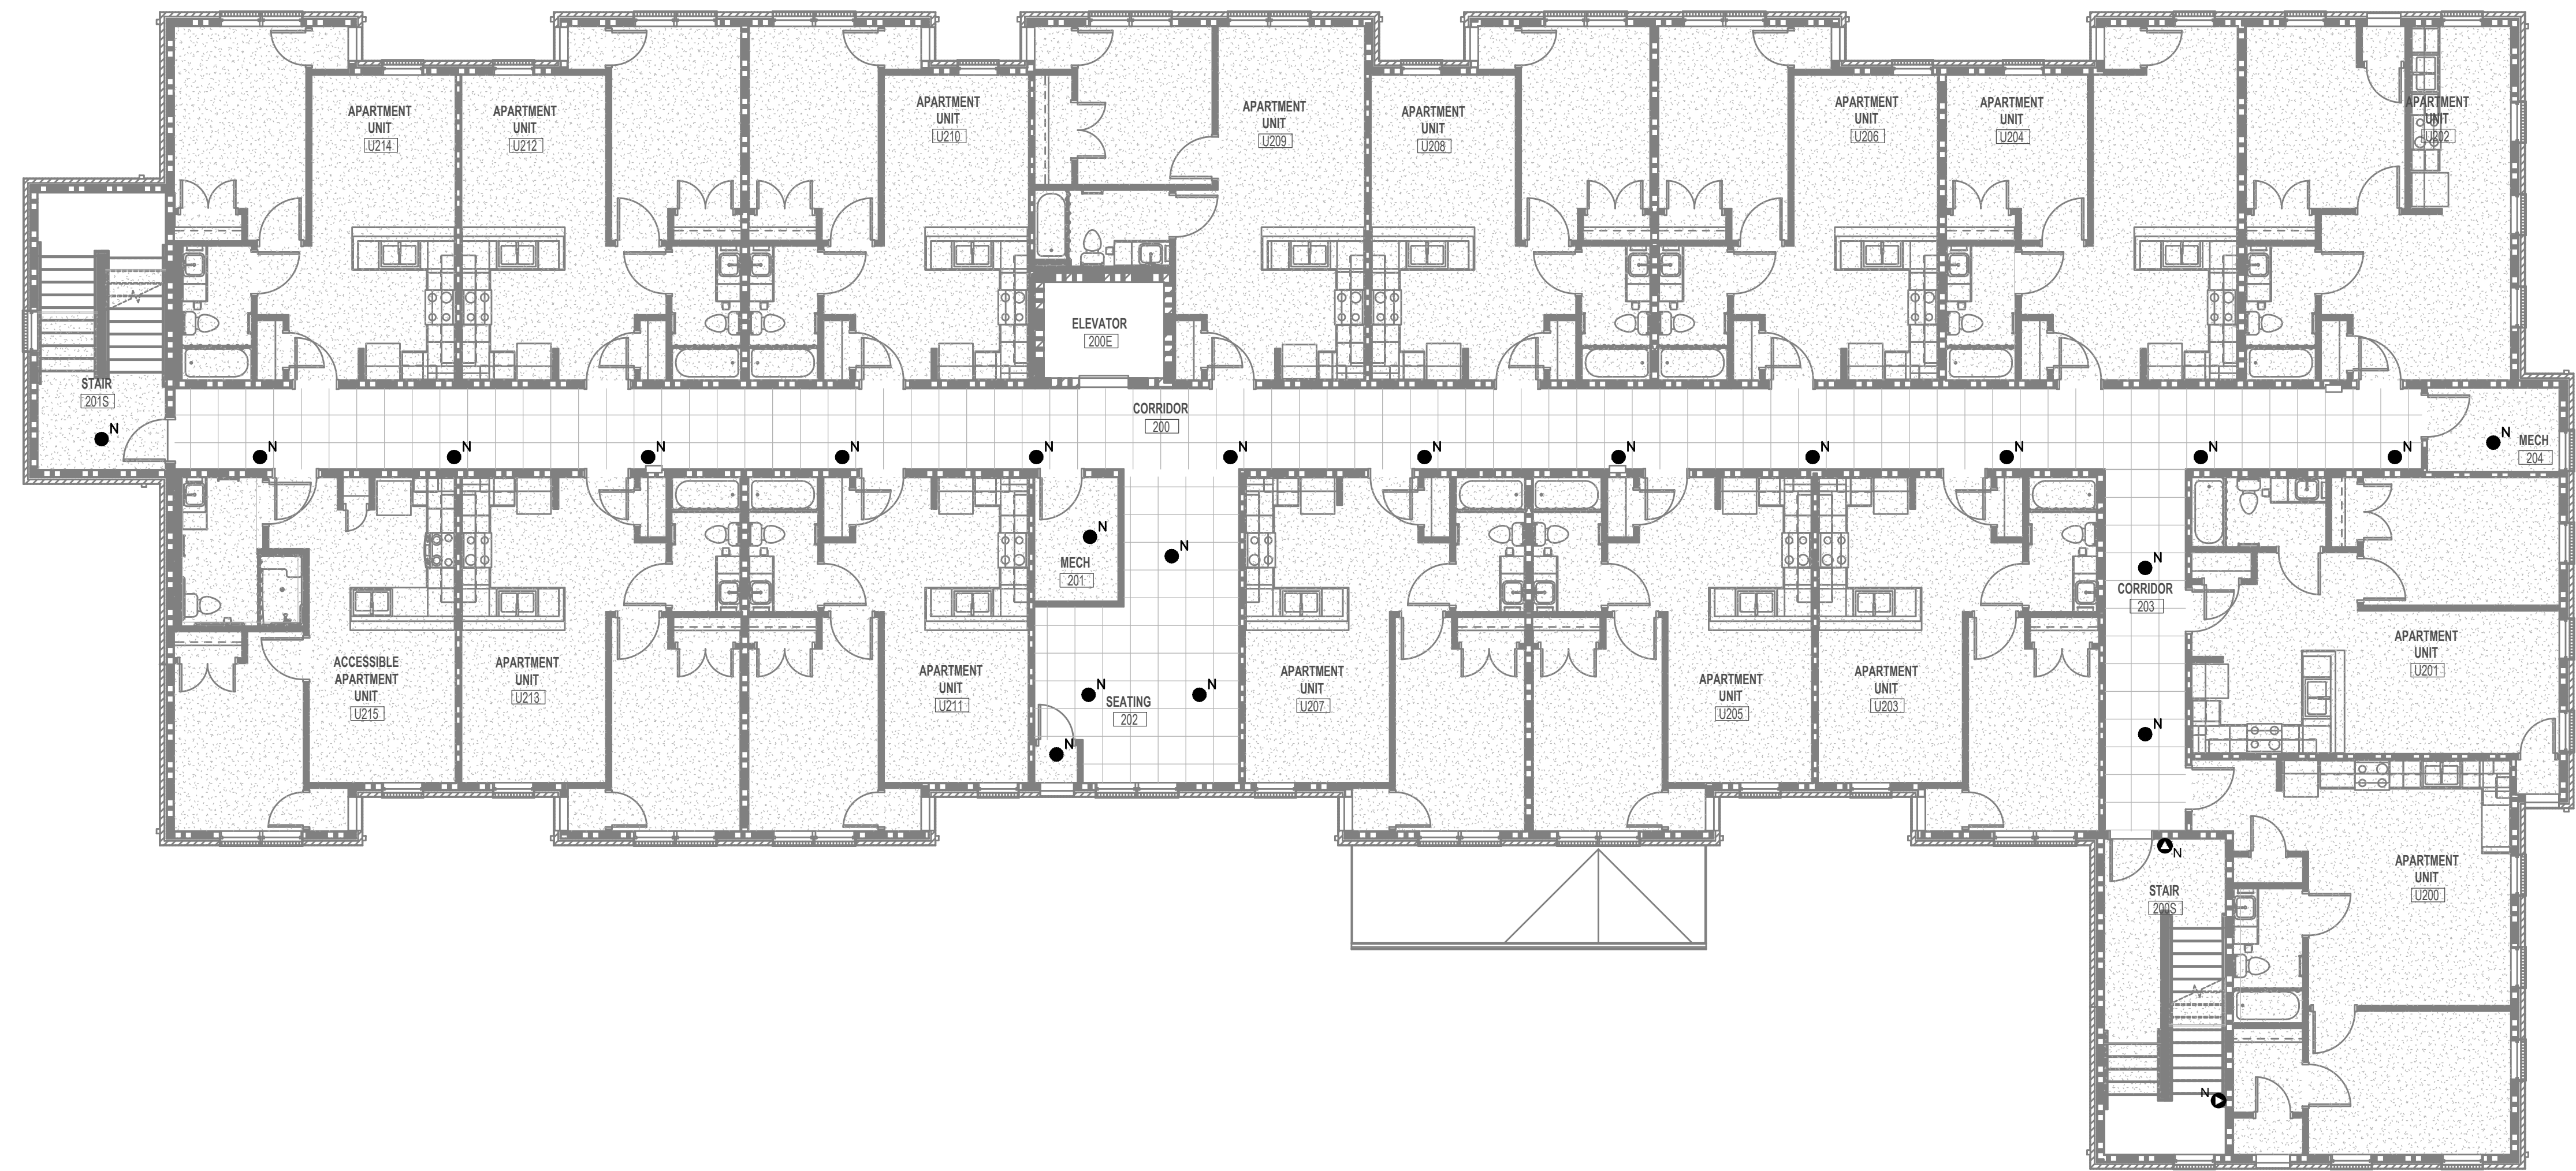 APARTMENT
UNIT
U214
APARTMENT
UNIT
U212
APARTMENT
UNIT
U210
APARTMENT
UNIT
U209
APARTMENT
UNIT
U208
APARTMENT
UNIT
U206
APARTMENT
UNIT
U204
APARTMENT
UNIT
U202
ELEVATOR
200E
STAIR
201S
N
CORRIDOR
200
N
N
N
N
N
N
N
N
N
N
N
N
N
MECH
204
N
MECH
201
N
N
N
SEATING
202
N
N
CORRIDOR
203
N
ACCESSIBLE
APARTMENT
UNIT
U215
APARTMENT
UNIT
U213
APARTMENT
UNIT
U211
APARTMENT
UNIT
U207
APARTMENT
UNIT
U205
APARTMENT
UNIT
U203
APARTMENT
UNIT
U201
N
STAIR
200S
N
APARTMENT
UNIT
U200